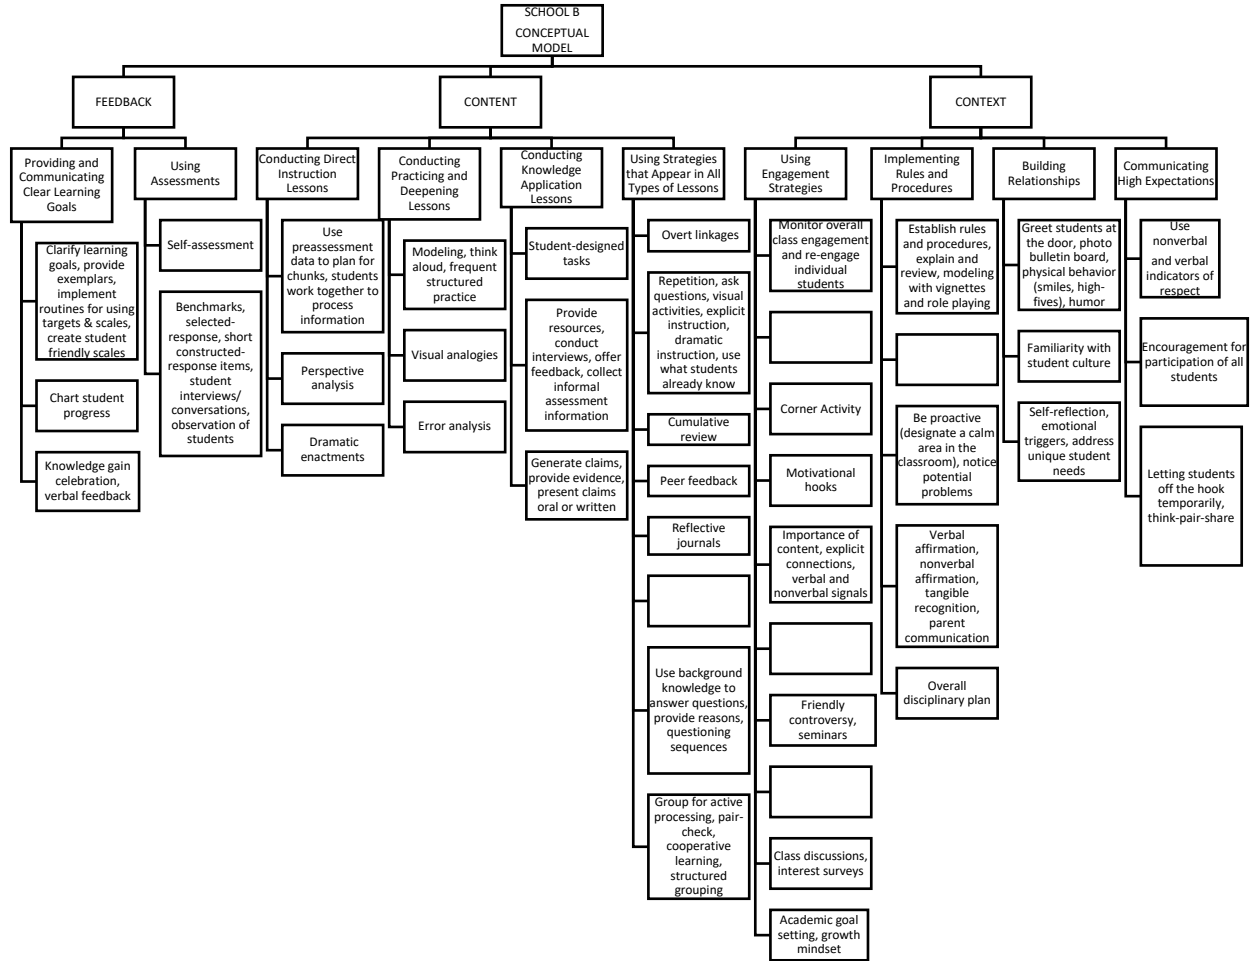 SCHOOL B
CONCEPTUAL
MODEL
FEEDBACK
CONTENT
CONTEXT
Providing and
Communicating
Clear Learning
Goals
Clarify learning
goals, provide
exemplars,
implement
routines for using
targets & scales,
create student
friendly scales
Chart student
progress
Knowledge gain
celebration,
verbal feedback
Using
Assessments
Self-assessment
Benchmarks,
selected-
response, short
constructed-
response items,
student
interviews/
conversations,
observation of
students
Conducting Direct
Instruction
Lessons
Use
preassessment
data to plan for
chunks, students
work together to
process
information
Perspective
analysis
Dramatic
enactments
Conducting
Practicing and
Deepening
Lessons
Modeling, think
aloud, frequent
structured
practice
Visual analogies
Error analysis
Conducting
Knowledge
Application
Lessons
Student-designed
tasks
Provide
resources,
conduct
interviews, offer
feedback, collect
informal
assessment
information
Generate claims,
provide evidence,
present claims
oral or written
Using Strategies
that Appear in All
Types of Lessons
Overt linkages
Repetition, ask
questions, visual
activities, explicit
instruction,
dramatic
instruction, use
what students
already know
Cumulative
review
Peer feedback
Reflective
journals
Use background
knowledge to
answer questions,
provide reasons,
questioning
sequences
Group for active
processing, pair-
check,
cooperative
learning,
structured
grouping
Using
Engagement
Strategies
Monitor overall
class engagement
and re-engage
individual
students
Corner Activity
Motivational
hooks
Importance of
content, explicit
connections,
verbal and
nonverbal signals
Friendly
controversy,
seminars
Class discussions,
interest surveys
Academic goal
setting, growth
mindset
Implementing
Rules and
Procedures
Establish rules
and procedures,
explain and
review, modeling
with vignettes
and role playing
Be proactive
(designate a calm
area in the
classroom), notice
potential
problems
Verbal
affirmation,
nonverbal
affirmation,
tangible
recognition,
parent
communication
Overall
disciplinary plan
Building
Relationships
Greet students at
the door, photo
bulletin board,
physical behavior
(smiles, high-
fives), humor
Familiarity with
student culture
Self-reflection,
emotional
triggers, address
unique student
needs
Communicating
High Expectations
Use
nonverbal
and verbal
indicators of
respect
Encouragement for
participation of all
students
Letting students
off the hook
temporarily,
think-pair-share